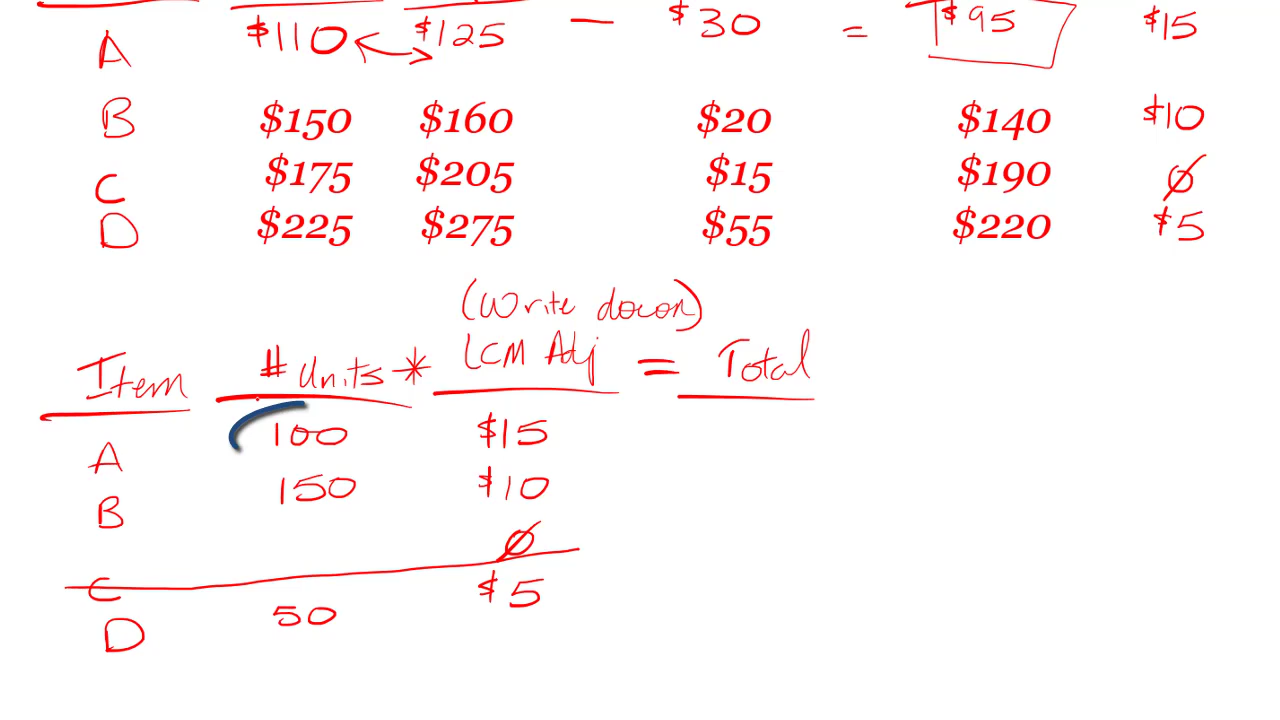 A $110 $125 - $30 = $95 $15
B $150 $160 $20 $140 $10
C $175 $205 $15 $190 Ø
D $225 $275 $55 $220 $5
(Write down)
Item # Units * LCM Adj = Total
A 100 $15
B 150 $10
C Ø
D 50 $5